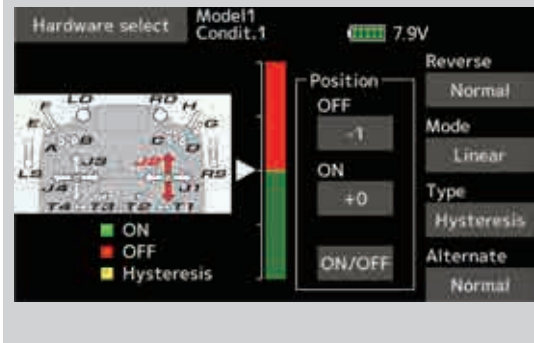 Hardware select
Model1
Condit.1
7.9V
Position
OFF
-1
ON
+0
ON/OFF
Reverse
Normal
Mode
Linear
Type
Hysteresis
Alternate
Normal
LD
RD
F
H
E
G
A
B
C
D
J3
J2
LS
RS
J4
J1
T4
T3
T2
T1
ON
OFF
Hysteresis